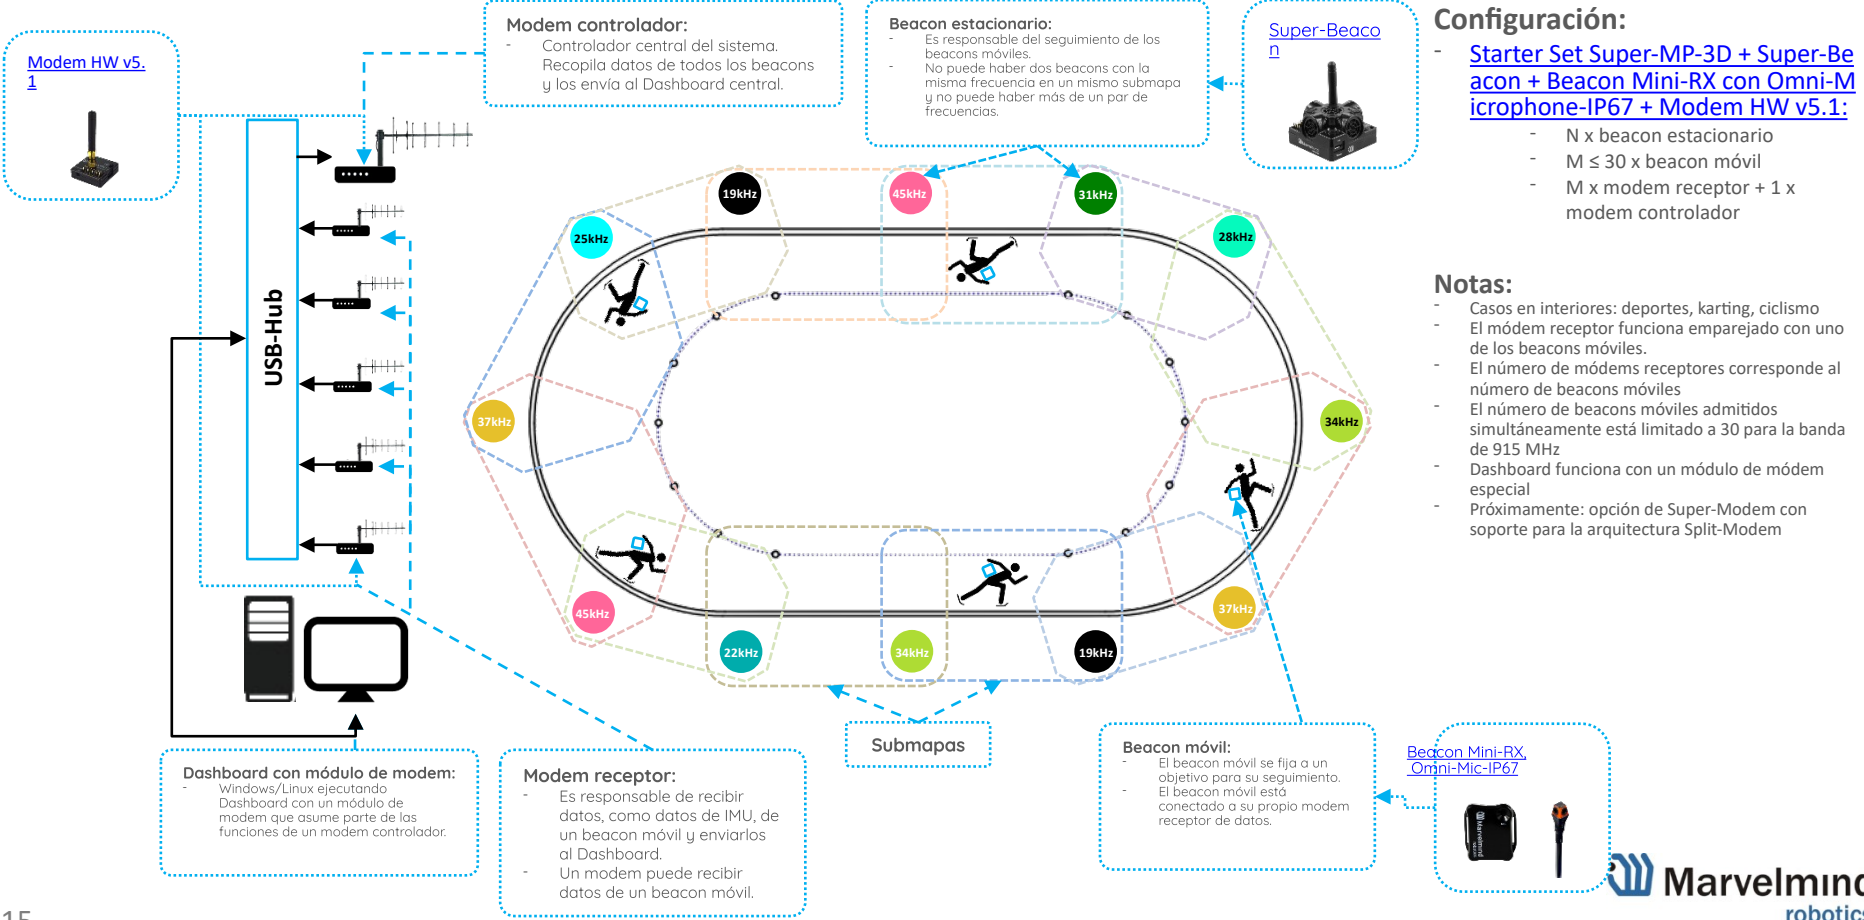 Modem HW v5.
1
Modem controlador:
- Controlador central del sistema.
Recopila datos de todos los beacons
y los envía al Dashboard central.
Beacon estacionario:
- Es responsable del seguimiento de los
beacons móviles.
- No puede haber dos beacons con la
misma frecuencia en un mismo submapa
y no puede haber más de un par de
frecuencias.
Super-Beaco
n
Configuración:
- Starter Set Super-MP-3D + Super-Be
acon + Beacon Mini-RX con Omni-M
icrophone-IP67 + Modem HW v5.1:
- N x beacon estacionario
- M ≤ 30 x beacon móvil
- M x modem receptor + 1 x
modem controlador
Notas:
- Casos en interiores: deportes, karting, ciclismo
- El módem receptor funciona emparejado con uno
de los beacons móviles.
- El número de módems receptores corresponde al
número de beacons móviles
- El número de beacons móviles admitidos
simultáneamente está limitado a 30 para la banda
de 915 MHz
- Dashboard funciona con un módulo de módem
especial
- Próximamente: opción de Super-Modem con
soporte para la arquitectura Split-Modem
USB-Hub
19kHz
45kHz
31kHz
25kHz
28kHz
37kHz
34kHz
45kHz
37kHz
22kHz
34kHz
19kHz
Submapas
Dashboard con módulo de modem:
- Windows/Linux ejecutando
Dashboard con un módulo de
modem que asume parte de las
funciones de un modem controlador.
Modem receptor:
- Es responsable de recibir
datos, como datos de IMU, de
un beacon móvil y enviarlos
al Dashboard.
- Un modem puede recibir
datos de un beacon móvil.
Beacon móvil:
- El beacon móvil se fija a un
objetivo para su seguimiento.
- El beacon móvil está
conectado a su propio modem
receptor de datos.
Beacon Mini-RX,
Omni-Mic-IP67
Marvelmind
robotics
15